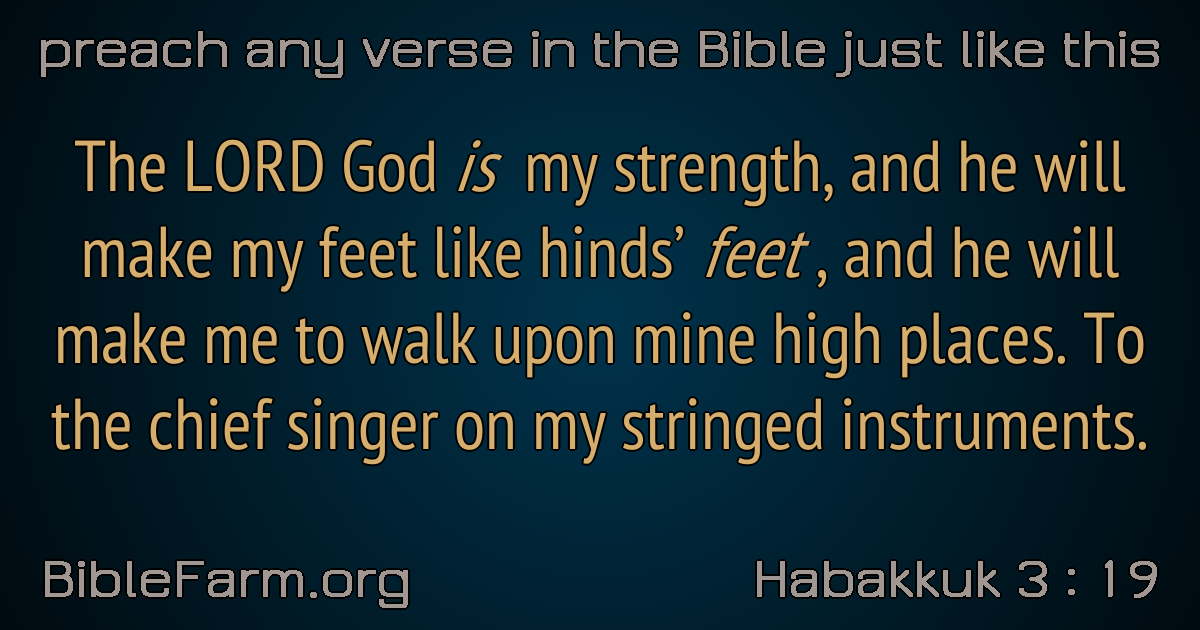 preach any verse in the Bible just like this
The LORD God is my strength, and he will
make my feet like hinds’ feet , and he will
make me to walk upon mine high places. To
the chief singer on my stringed instruments.
BibleFarm.org
Habakkuk 3 : 19